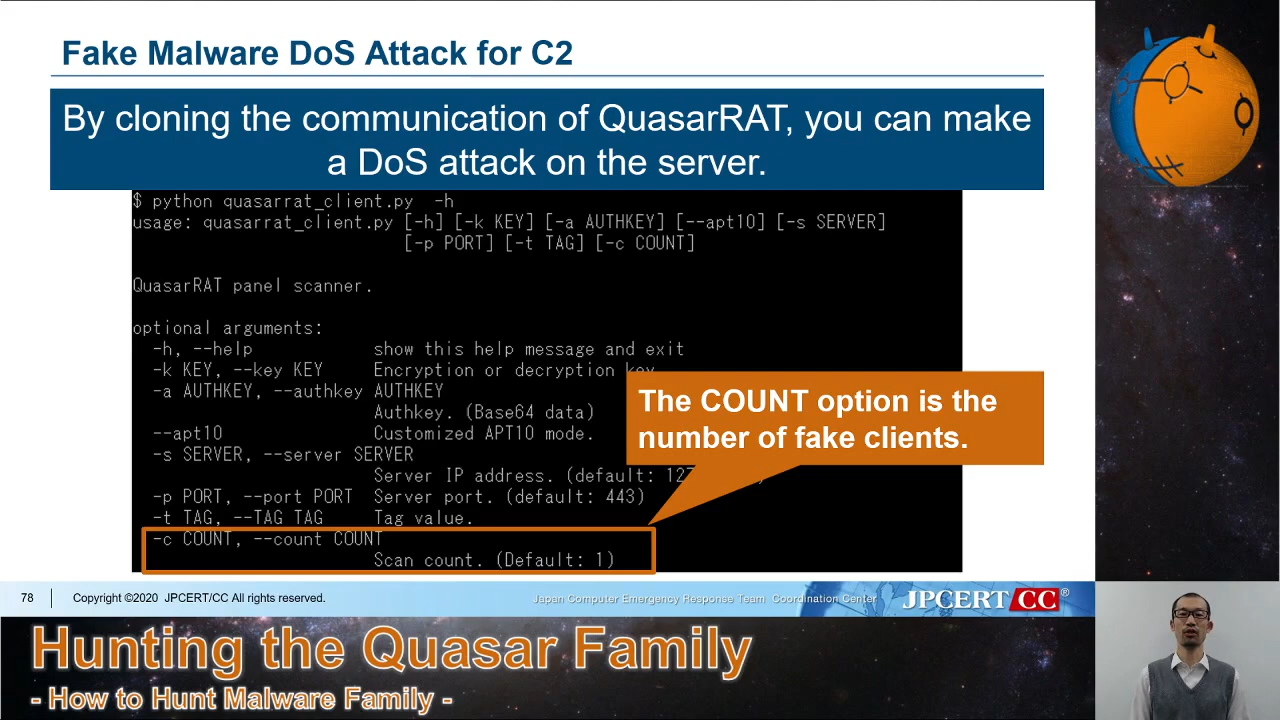 Fake Malware DoS Attack for C2
By cloning the communication of QuasarRAT, you can make
a DoS attack on the server.
$ python quasarrat_client.py -h
usage: quasarrat_client.py [-h] [-k KEY] [-a AUTHKEY] [--apt10] [-s SERVER]
[-p PORT] [-t TAG] [-c COUNT]
QuasarRAT panel scanner.
optional arguments:
-h, --help show this help message and exit
-k KEY, --key KEY Encryption or decryption key
-a AUTHKEY, --authkey AUTHKEY
Authkey. (Base64 data)
--apt10 Customized APT10 mode.
-s SERVER, --server SERVER
Server IP address. (default:
-p PORT, --port PORT Server port. (default: 443)
-t TAG, --TAG TAG Tag value.
-c COUNT, --count COUNT
Scan count. (Default: 1)
The COUNT option is the
number of fake clients.
78
Copyright ©2020 JPCERT/CC All rights reserved.
Japan Computer Emergency Response Team Coordination Center
JPCERT CC®
Hunting the Quasar Family
- How to Hunt Malware Family -